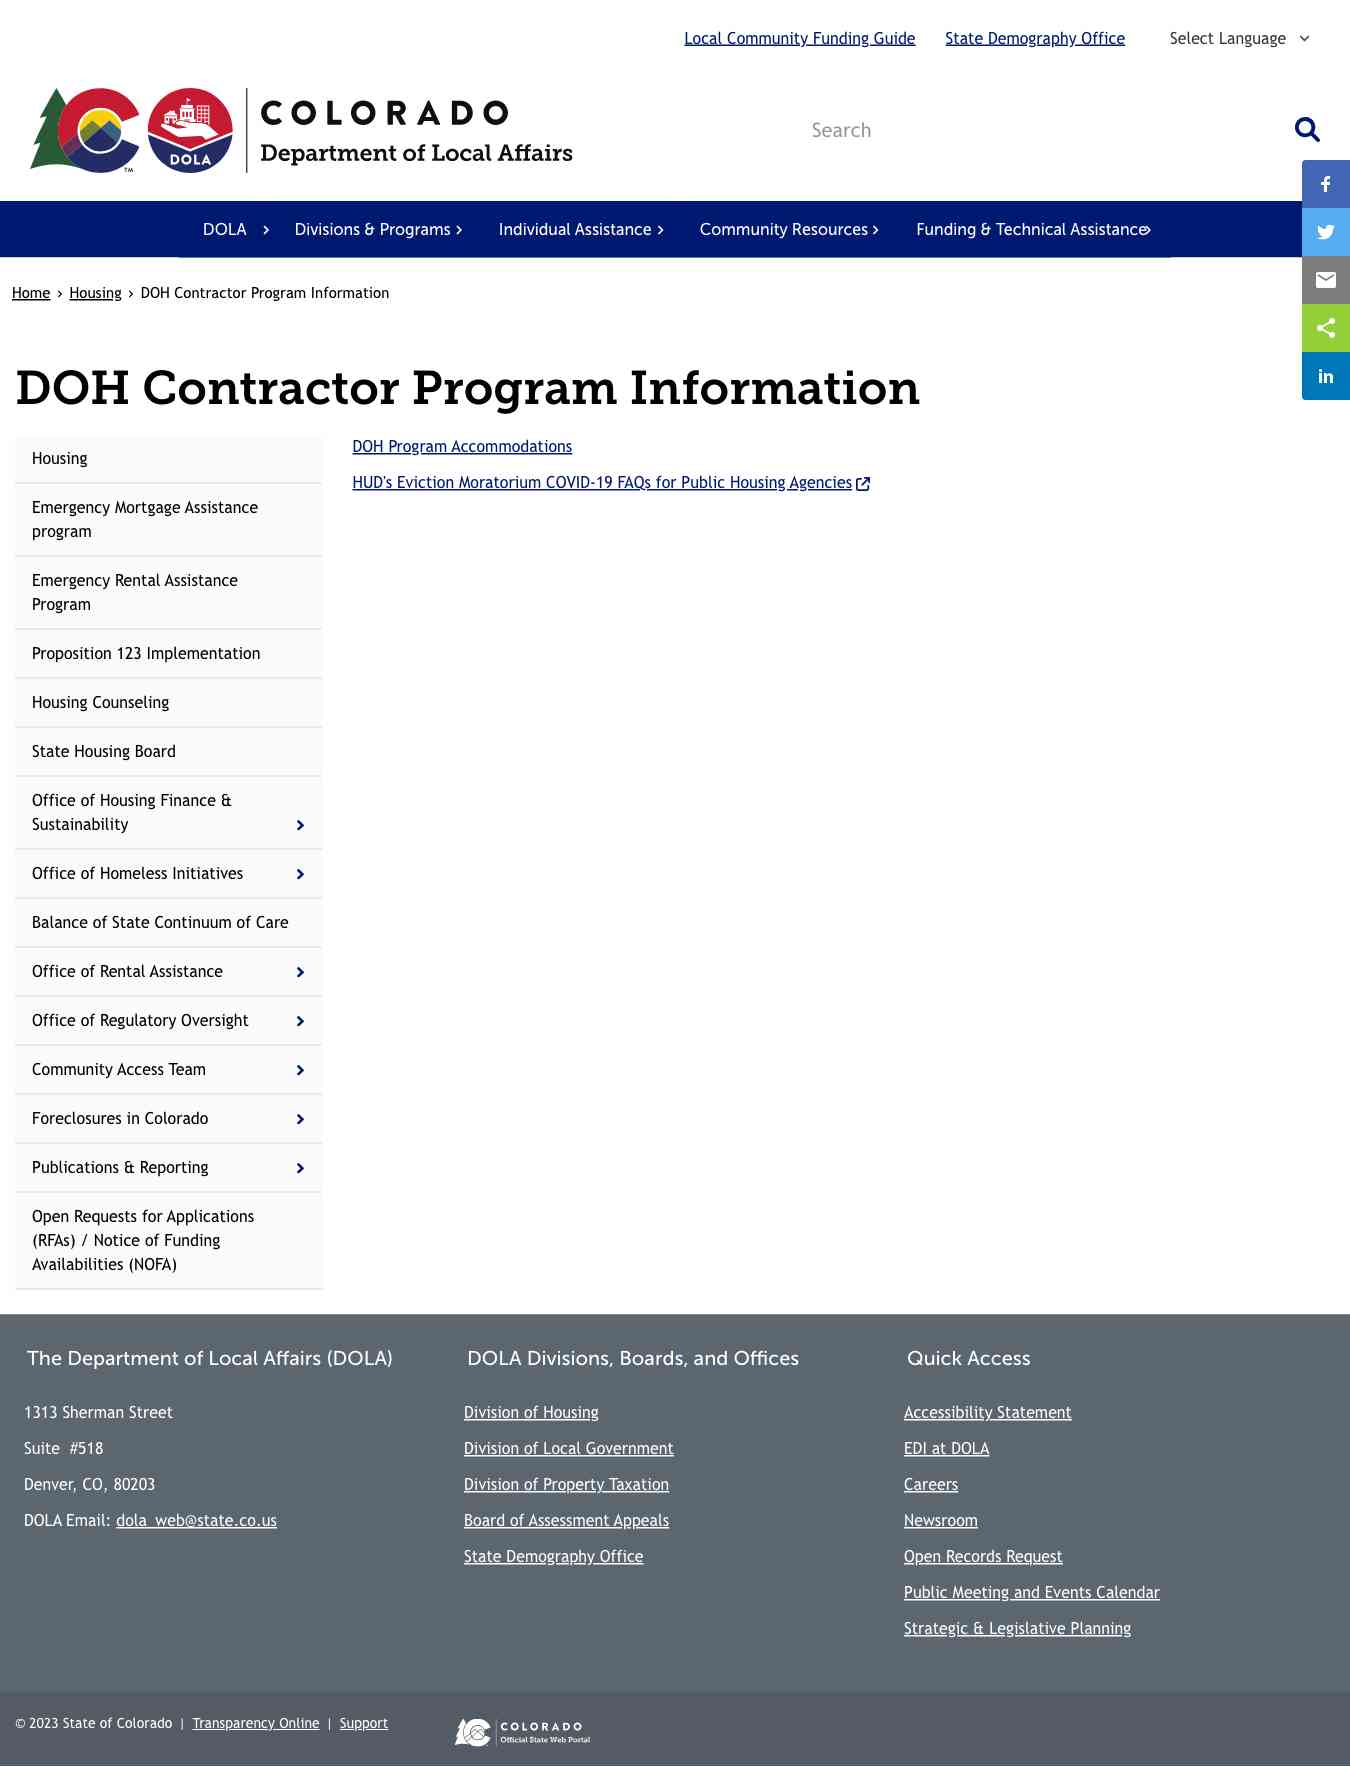 Local Community Funding Guide
State Demography Office
Select Language
COLORADO
Department of Local Affairs
DOLA
TM
Search
DOLA
Divisions & Programs
Individual Assistance
Community Resources
Funding & Technical Assistance
Home › Housing › DOH Contractor Program Information
DOH Contractor Program Information
Housing
Emergency Mortgage Assistance
program
Emergency Rental Assistance
Program
Proposition 123 Implementation
Housing Counseling
State Housing Board
Office of Housing Finance &
Sustainability
Office of Homeless Initiatives
Balance of State Continuum of Care
Office of Rental Assistance
Office of Regulatory Oversight
Community Access Team
Foreclosures in Colorado
Publications & Reporting
Open Requests for Applications
(RFAs) / Notice of Funding
Availabilities (NOFA)
DOH Program Accommodations
HUD's Eviction Moratorium COVID-19 FAQs for Public Housing Agencies
The Department of Local Affairs (DOLA)
1313 Sherman Street
Suite #518
Denver, CO, 80203
DOLA Email: dola_web@state.co.us
DOLA Divisions, Boards, and Offices
Division of Housing
Division of Local Government
Division of Property Taxation
Board of Assessment Appeals
State Demography Office
Quick Access
Accessibility Statement
EDI at DOLA
Careers
Newsroom
Open Records Request
Public Meeting and Events Calendar
Strategic & Legislative Planning
© 2023 State of Colorado | Transparency Online | Support
COLORADO
Official State Web Portal